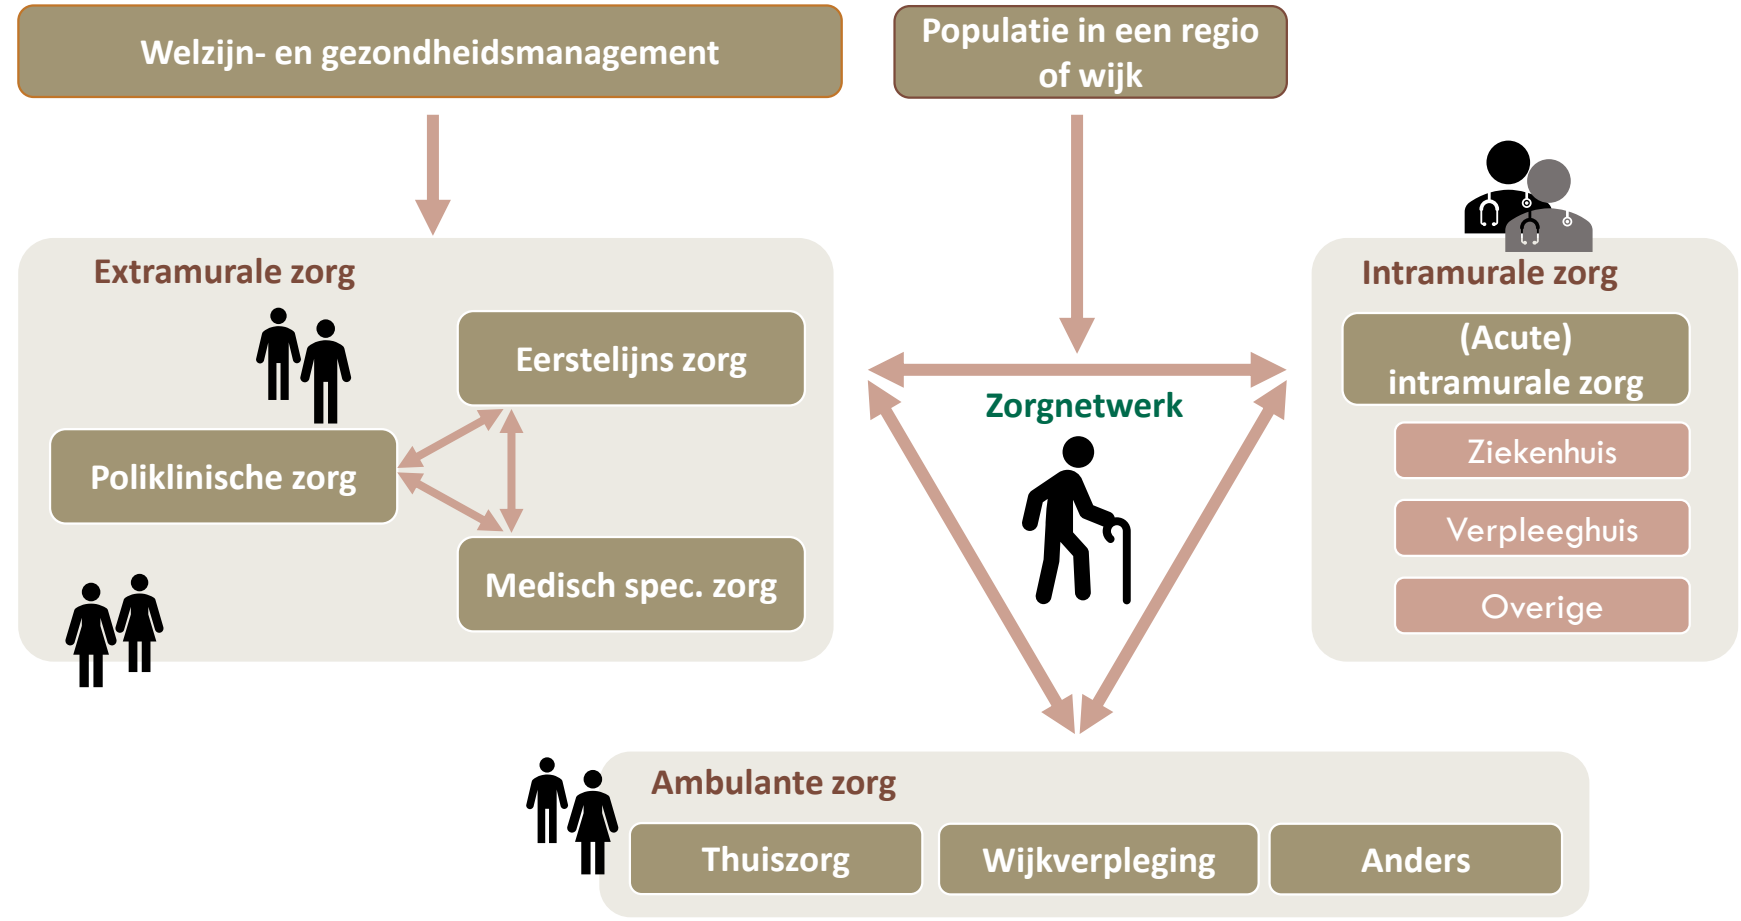 Welzijn- en gezondheidsmanagement
Populatie in een regio
of wijk
Extramurale zorg
Eerstelijns zorg
Poliklinische zorg
Medisch spec. zorg
Zorgnetwerk
Intramurale zorg
(Acute)
intramurale zorg
Ziekenhuis
Verpleeghuis
Overige
Ambulante zorg
Thuiszorg
Wijkverpleging
Anders